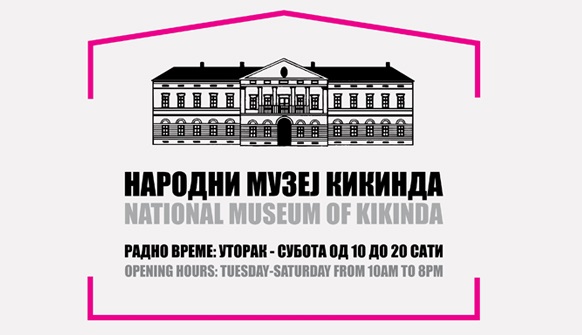 НАРОДНИ МУЗЕЈ КИКИНДА
NATIONAL MUSEUM OF KIKINDA
РАДНО ВРЕМЕ: УТОРАК - СУБОТА ОД 10 ДО 20 САТИ
OPENING HOURS: TUESDAY-SATURDAY FROM 10AM TO 8PM